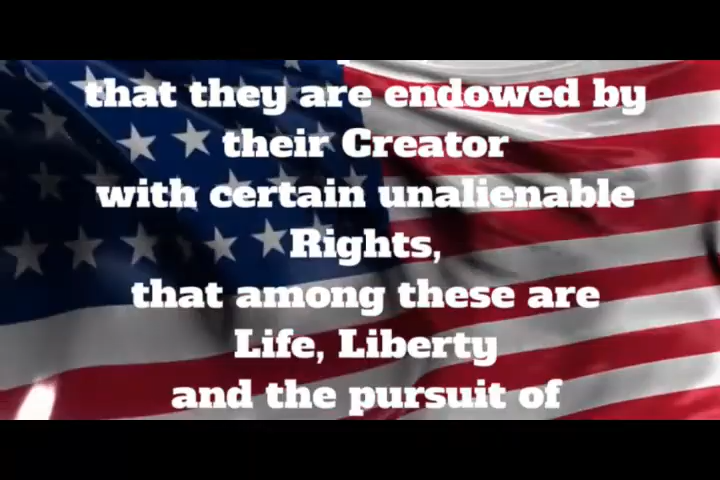 that they are endowed by
their Creator
with certain unalienable
Rights,
that among these are
Life, Liberty
and the pursuit of